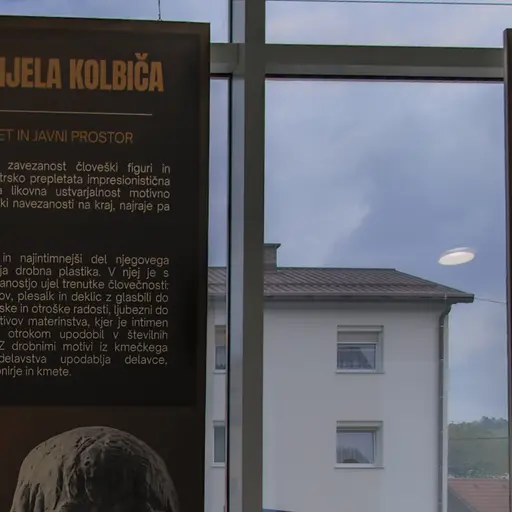 IJELA KOLBIČA
ET IN JAVNI PROSTOR
zavezanost človeški figuri in
trsko prepletata impresionistična
a likovna ustvarjalnost motivno
ki navezanosti na kraj, najraje pa
in najintimnejši del njegovega
ja drobna plastika. V njej je s
anostjo ujel trenutke človečnosti:
ov, plesalk in deklic z glasbili do
ske in otroške radosti, ljubezni do
tivov materinstva, kjer je intimen
otrokom upodobil v številnih
Z drobnimi motivi iz kmečkega
delavstva upodablja delavce,
nirje in kmete.